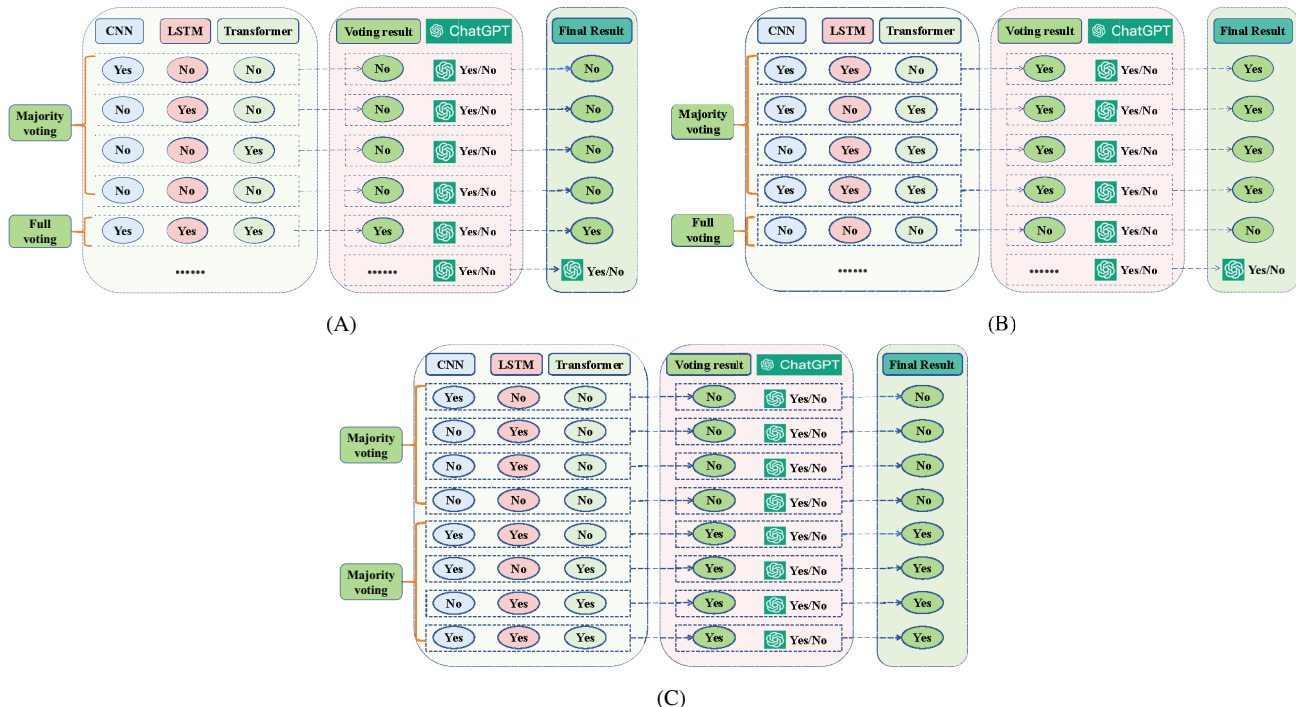 CNN LSTM Transformer Voting result ChatGPT Final Result
Yes No No No Yes/No No
No Yes No No Yes/No No
Majority voting
No No Yes No Yes/No No
No No No No Yes/No No
Full voting
Yes Yes Yes Yes Yes/No Yes
...... ...... Yes/No Yes/No
(A)
CNN LSTM Transformer Voting result ChatGPT Final Result
Yes Yes No Yes Yes/No Yes
Yes No Yes Yes Yes/No Yes
Majority voting
No Yes Yes Yes Yes/No Yes
Yes Yes Yes Yes Yes/No Yes
Full voting
No No No No Yes/No No
...... ...... Yes/No Yes/No
(B)
CNN LSTM Transformer Voting result ChatGPT Final Result
Yes No No No Yes/No No
No Yes No No Yes/No No
Majority voting
No Yes No No Yes/No No
No No No No Yes/No No
Yes Yes No Yes Yes/No Yes
Yes No Yes Yes Yes/No Yes
Majority voting
No Yes Yes Yes Yes/No Yes
Yes Yes Yes Yes Yes/No Yes
(C)